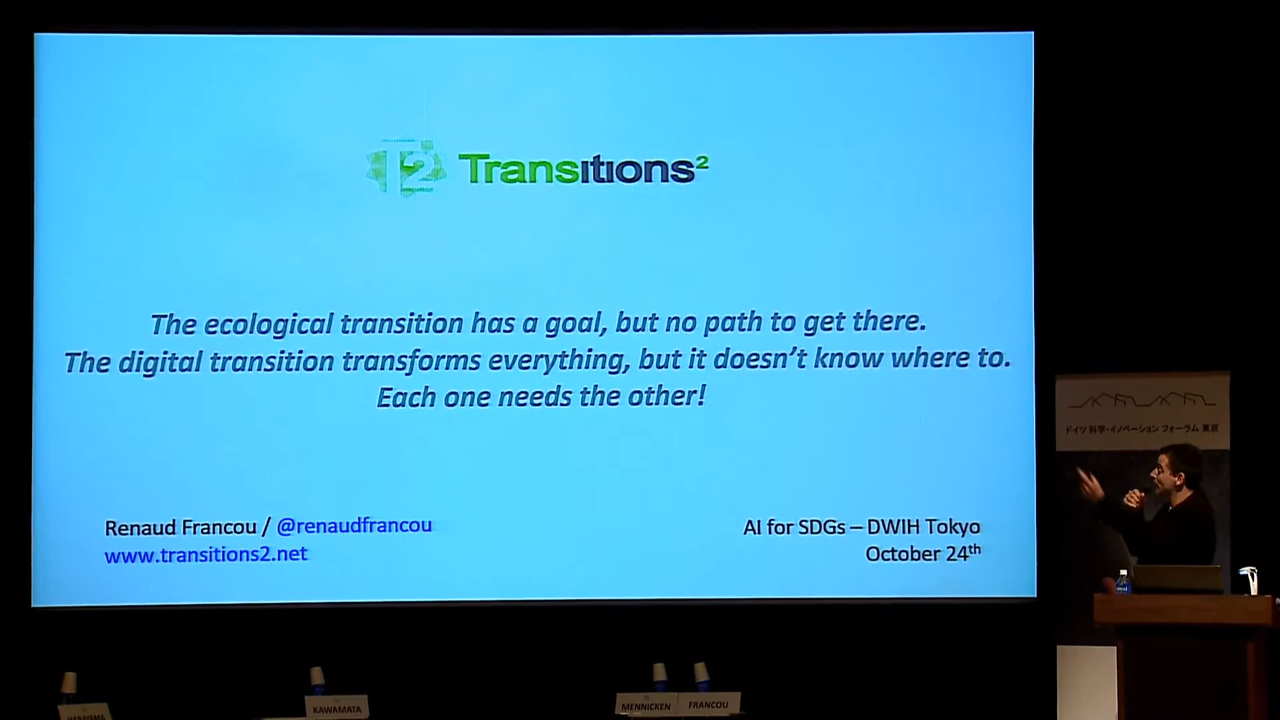 Transitions²
The ecological transition has a goal, but no path to get there.
The digital transition transforms everything, but it doesn't know where to.
Each one needs the other!
Renaud Francou / @renaudfrancou
www.transitions2.net
AI for SDGs – DWIH Tokyo
October 24th
ドイツ 科学・イノベーション フォーラム 東京
KAWAMATA
MENNICKEN
FRANCOU